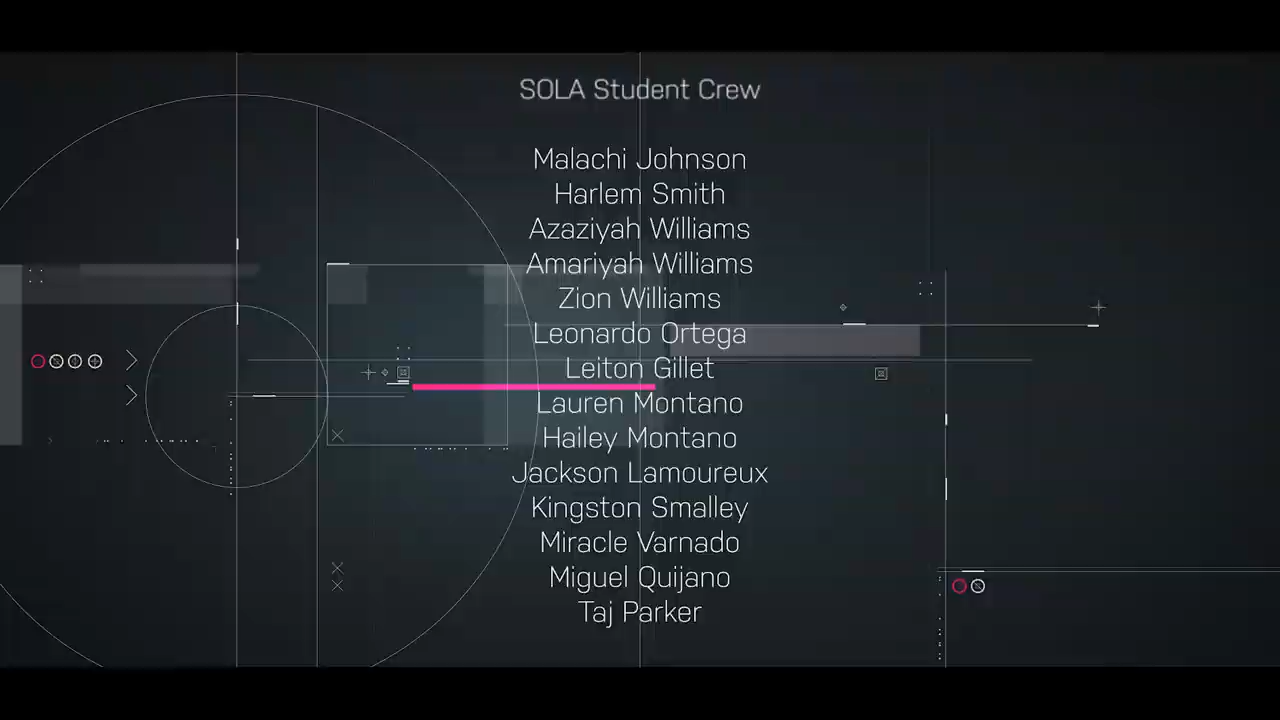 SOLA Student Crew
Malachi Johnson
Harlem Smith
Azaziyah Williams
Amariyah Williams
Zion Williams
Leonardo Ortega
Leiton Gillet
Lauren Montano
Hailey Montano
Jackson Lamoureux
Kingston Smalley
Miracle Varnado
Miguel Quijano
Taj Parker